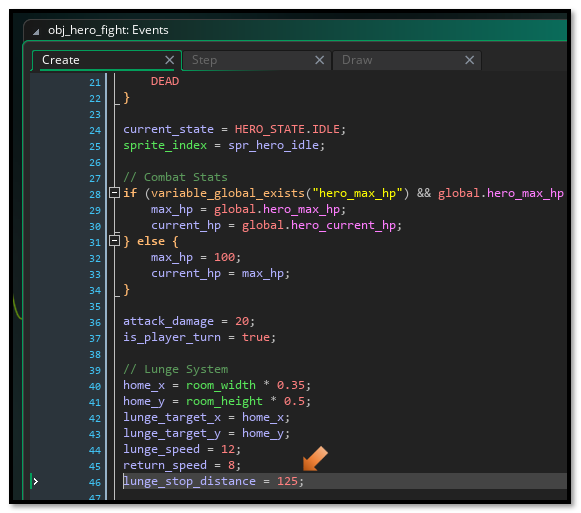 obj_hero_fight: Events
Create Step Draw
21 DEAD
22 }
23
24 current_state = HERO_STATE.IDLE;
25 sprite_index = spr_hero_idle;
26
27 // Combat Stats
28 if (variable_global_exists("hero_max_hp") && global.hero_max_hp
29 max_hp = global.hero_max_hp;
30 current_hp = global.hero_current_hp;
31 } else {
32 max_hp = 100;
33 current_hp = max_hp;
34 }
35
36 attack_damage = 20;
37 is_player_turn = true;
38
39 // Lunge System
40 home_x = room_width * 0.35;
41 home_y = room_height * 0.5;
42 lunge_target_x = home_x;
43 lunge_target_y = home_y;
44 lunge_speed = 12;
45 return_speed = 8;
46 lunge_stop_distance = 125;
47